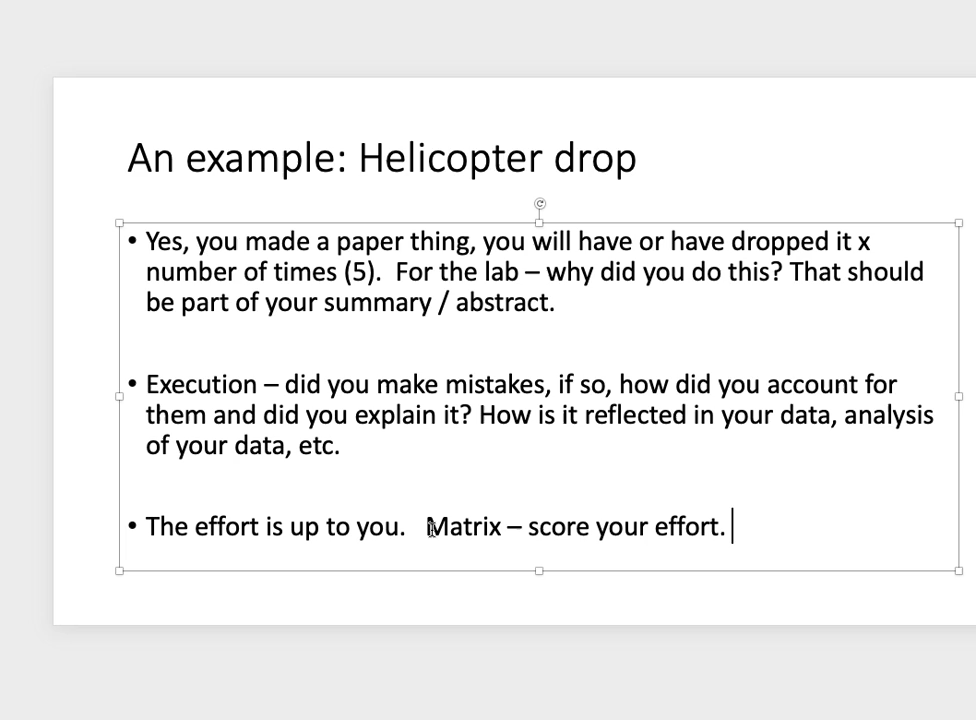 An example: Helicopter drop
• Yes, you made a paper thing, you will have or have dropped it x
number of times (5).  For the lab – why did you do this? That should
be part of your summary / abstract.
• Execution – did you make mistakes, if so, how did you account for
them and did you explain it? How is it reflected in your data, analysis
of your data, etc.
• The effort is up to you.   Matrix – score your effort.